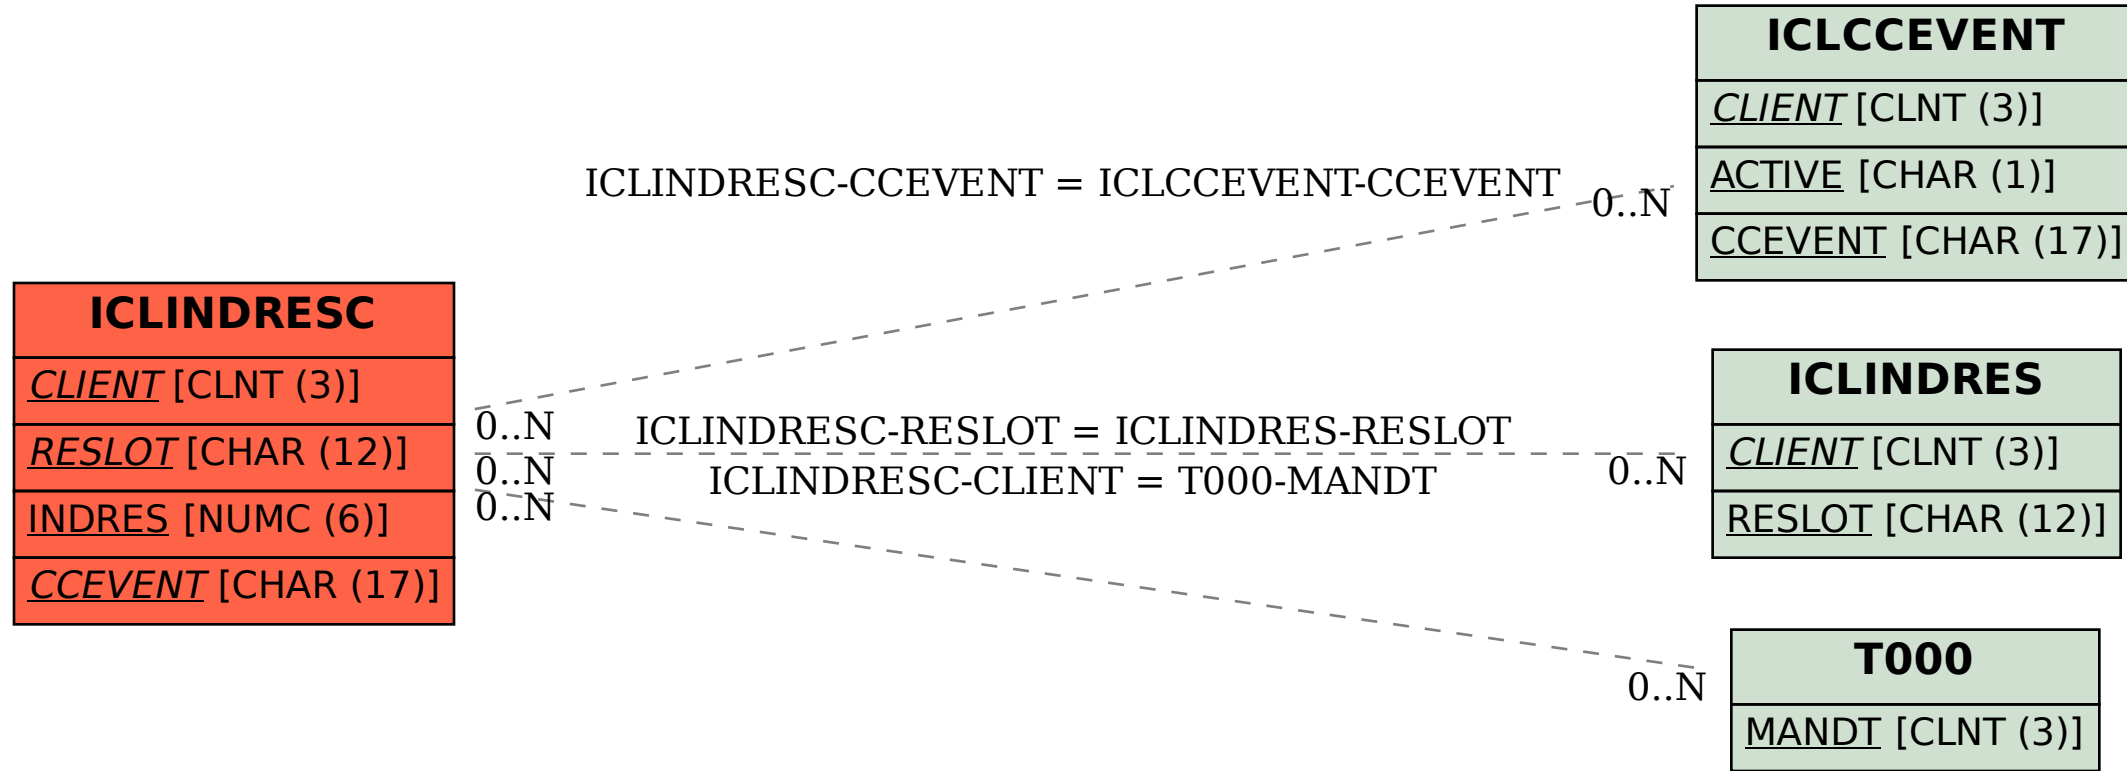 ICLCCEVENT
CLIENT [CLNT (3)]
ACTIVE [CHAR (1)]
CCEVENT [CHAR (17)]
ICLINDRESC-CCEVENT = ICLCCEVENT-CCEVENT
0..N
ICLINDRESC
CLIENT [CLNT (3)]
RESLOT [CHAR (12)]
INDRES [NUMC (6)]
CCEVENT [CHAR (17)]
0..N
0..N
0..N
ICLINDRESC-RESLOT = ICLINDRES-RESLOT
ICLINDRESC-CLIENT = T000-MANDT
0..N
ICLINDRES
CLIENT [CLNT (3)]
RESLOT [CHAR (12)]
0..N
T000
MANDT [CLNT (3)]